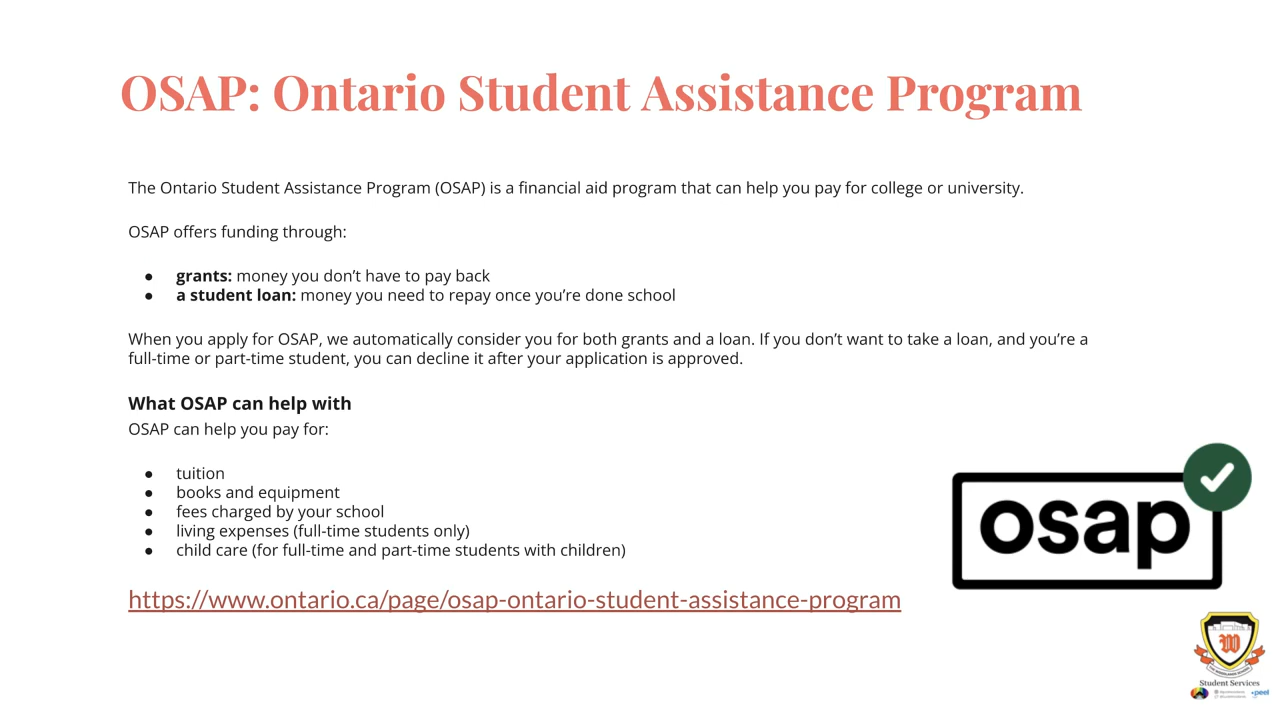 OSAP: Ontario Student Assistance Program
The Ontario Student Assistance Program (OSAP) is a financial aid program that can help you pay for college or university.
OSAP offers funding through:
● grants: money you don’t have to pay back
● a student loan: money you need to repay once you’re done school
When you apply for OSAP, we automatically consider you for both grants and a loan. If you don’t want to take a loan, and you’re a
full-time or part-time student, you can decline it after your application is approved.
What OSAP can help with
OSAP can help you pay for:
● tuition
● books and equipment
● fees charged by your school
● living expenses (full-time students only)
● child care (for full-time and part-time students with children)
osap
https://www.ontario.ca/page/osap-ontario-student-assistance-program
W
Student Services
peel